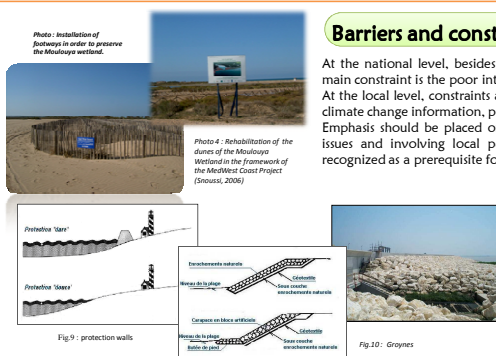 Photo : Installation of
footways in order to preserve
the Moulouya wetland.
Photo 4 : Rehabilitation of the
dunes of the Moulouya
Wetland in the framework of
the MedWest Coast Project
(Snoussi, 2006)
Barriers and const
At the national level, besides
main constraint is the poor int
At the local level, constraints a
climate change information, p
Emphasis should be placed o
issues and involving local p
recognized as a prerequisite fo
Protection "dure"
Protection "douce"
Fig.9 : protection walls
Enrochements naturels
Géotextile
Niveau de la plage
Sous couche
enrochements naturels
Carapace en blocs artificiels
Géotextile
Niveau de la plage
Sous couche
Butée de pied
enrochements naturels
Fig.10 : Groynes